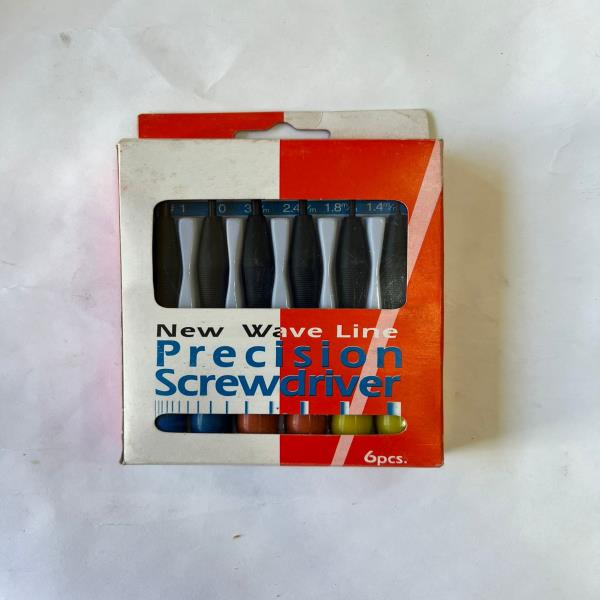 1 0 3 2.4 1.8 1.4
New Wave Line
Precision
Screwdriver
6pcs.